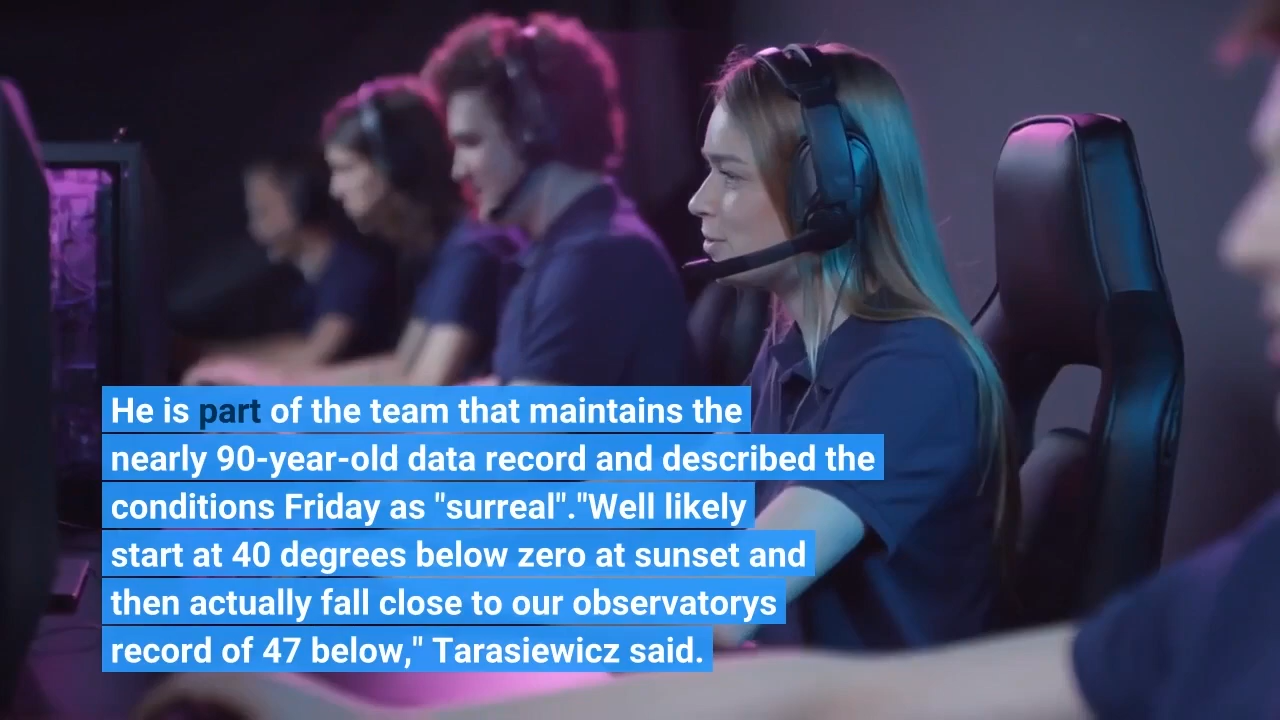 He is part of the team that maintains the
nearly 90-year-old data record and described the
conditions Friday as "surreal"."Well likely
start at 40 degrees below zero at sunset and
then actually fall close to our observatorys
record of 47 below," Tarasiewicz said.